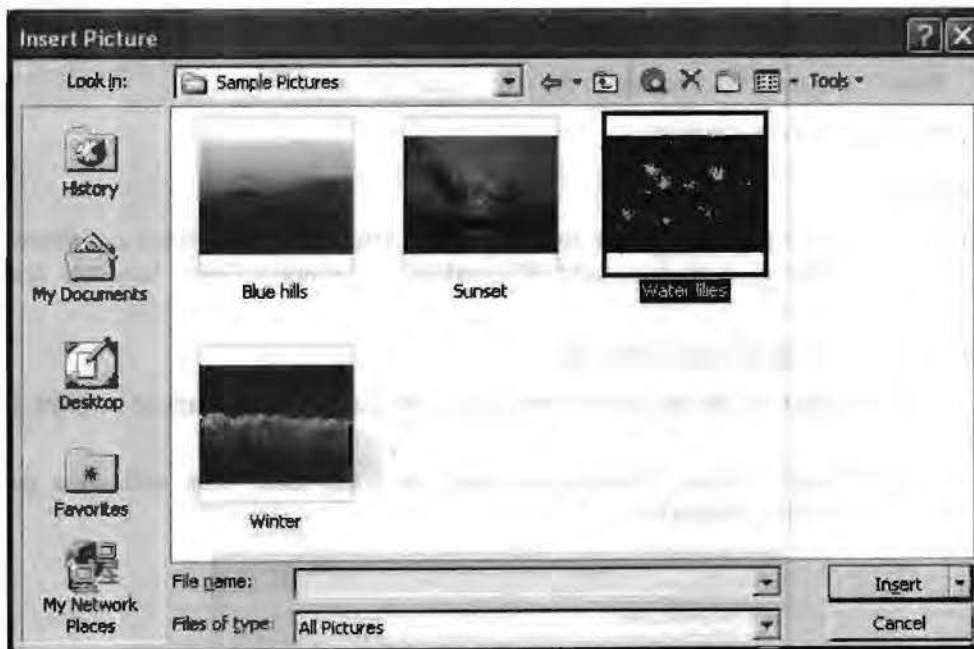 Insert Picture
Look in:
Sample Pictures
Tools
History
My Documents
Desktop
Favorites
My Network
Places
Blue hills
Sunset
Water lilies
Winter
File name:
Insert
Files of type:
All Pictures
Cancel